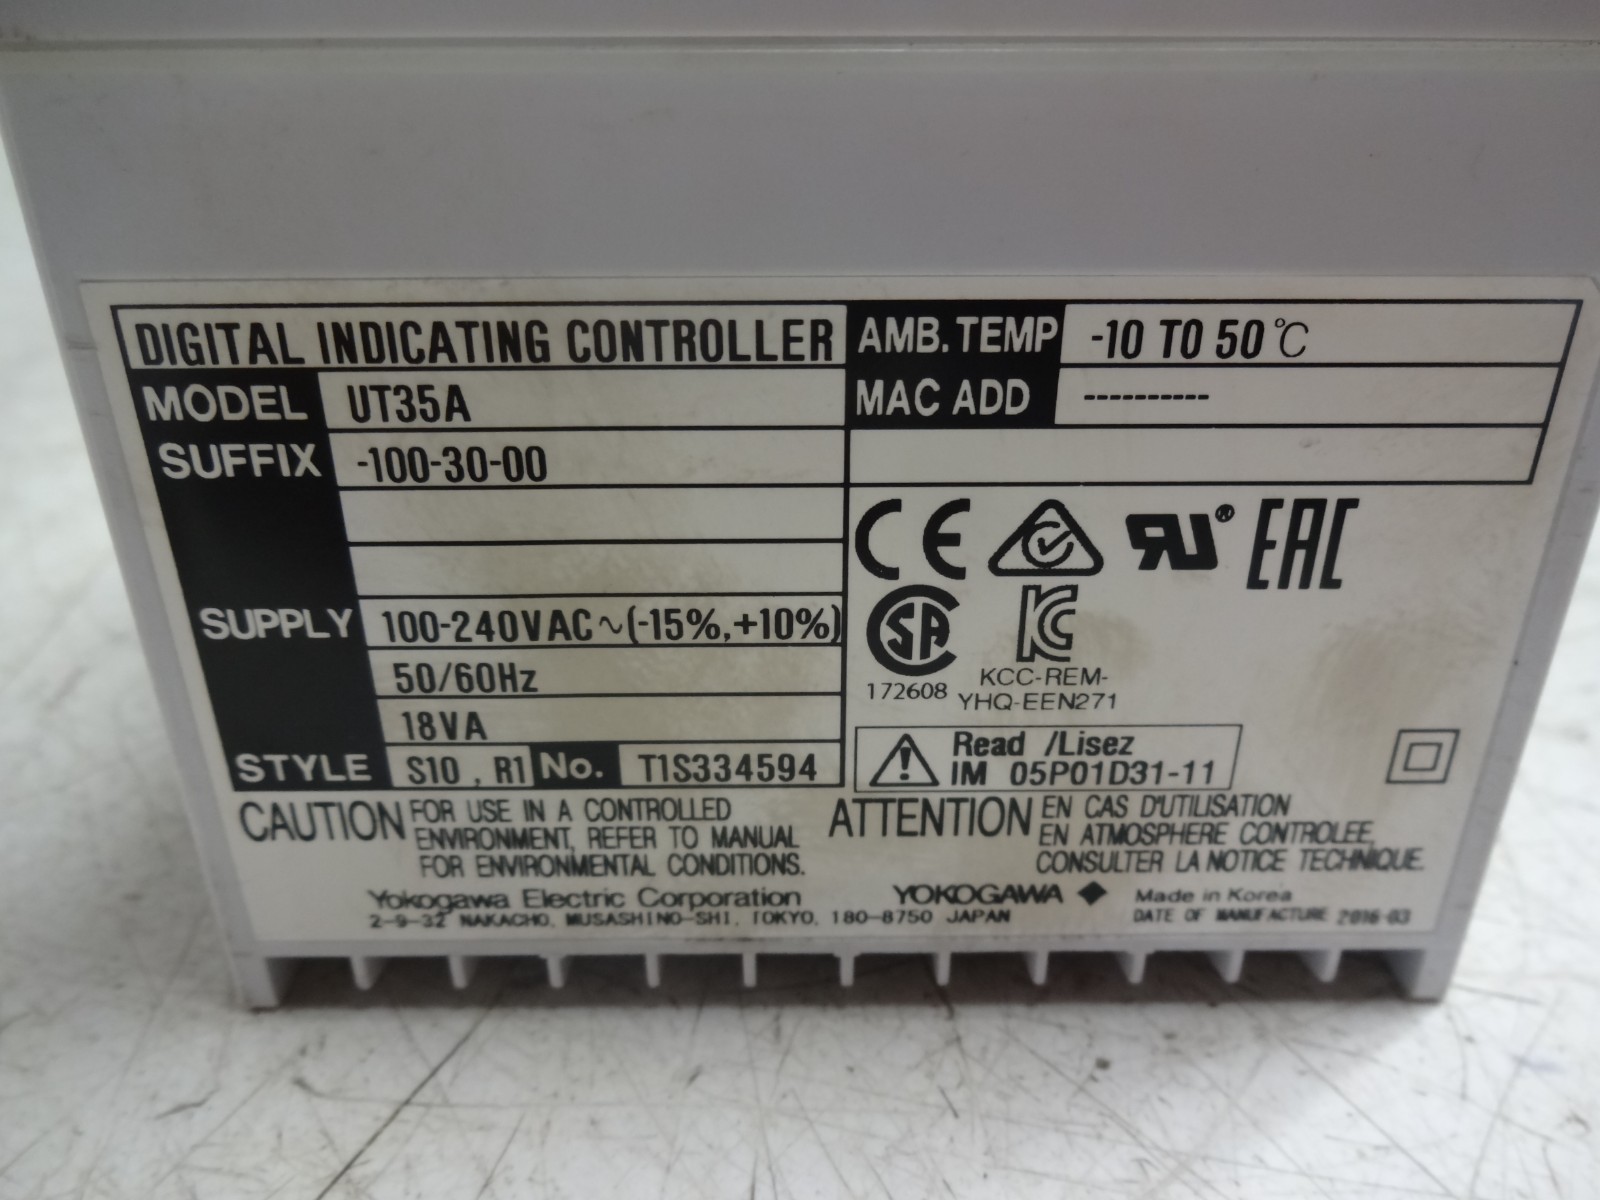 DIGITAL INDICATING CONTROLLER
MODEL UT35A
SUFFIX -100-30-00
SUPPLY 100-240VAC~(-15%,+10%)
50/60Hz
18VA
STYLE S10 , R1 No. T1S334594
AMB.TEMP -10 TO 50℃
MAC ADD ----------
CE RU® EAC
SA KC
172608 KCC-REM-
YHQ-EEN271
Read /Lisez
IM 05P01D31-11
CAUTION FOR USE IN A CONTROLLED
ENVIRONMENT, REFER TO MANUAL
FOR ENVIRONMENTAL CONDITIONS.
ATTENTION EN CAS D'UTILISATION
EN ATMOSPHERE CONTROLEE,
CONSULTER LA NOTICE TECHNIQUE.
Yokogawa Electric Corporation
2-9-32 NAKACHO, MUSASHINO-SHI, TOKYO, 180-8750 JAPAN
YOKOGAWA ◆ Made in Korea
DATE OF MANUFACTURE 2016-03